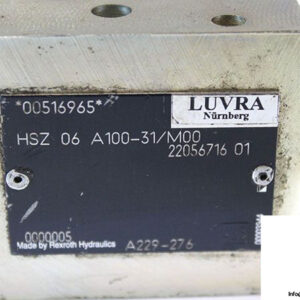 *00516965*
LUVRA
Nürnberg
HSZ 06 A100-31/M00
22056716 01
0000005
Made by Rexroth Hydraulics A229-276